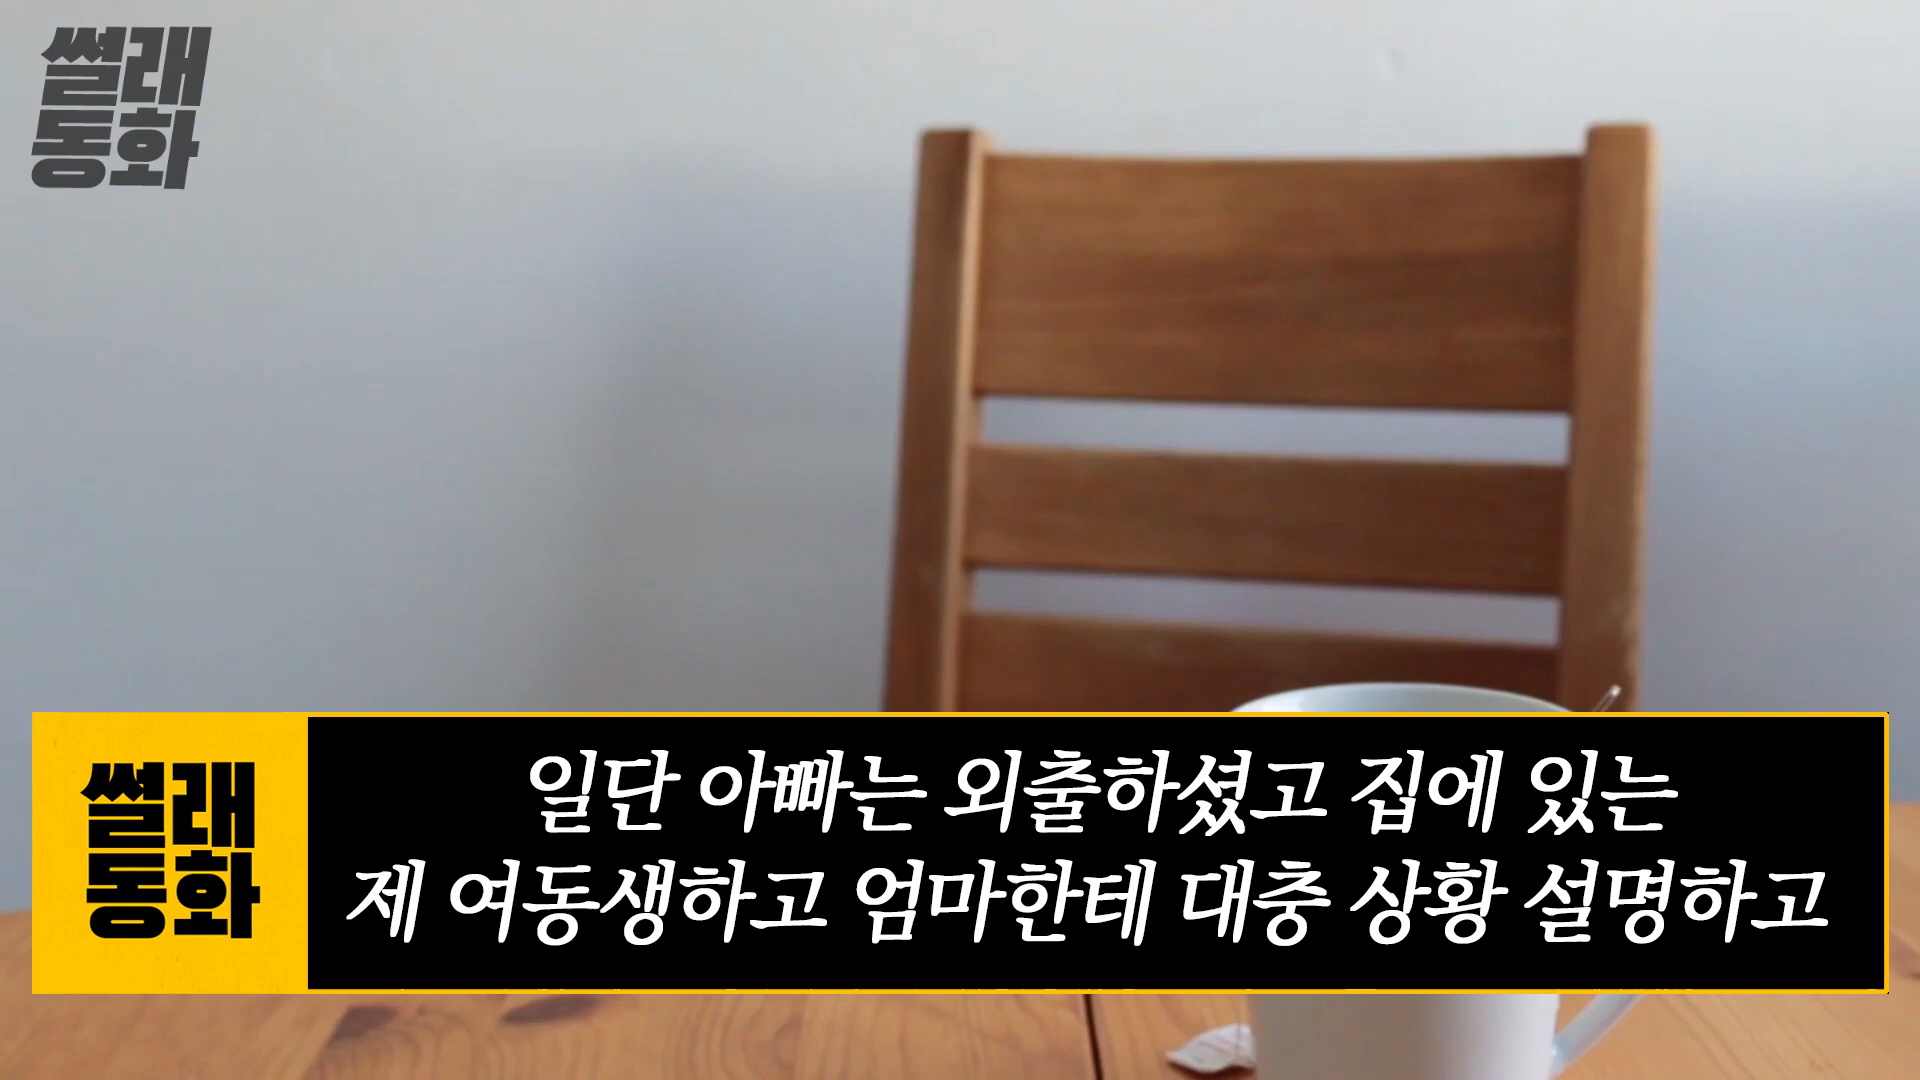 썰래
동화
썰래
동화
일단 아빠는 외출하셨고 집에 있는
제 여동생하고 엄마한테 대충 상황 설명하고